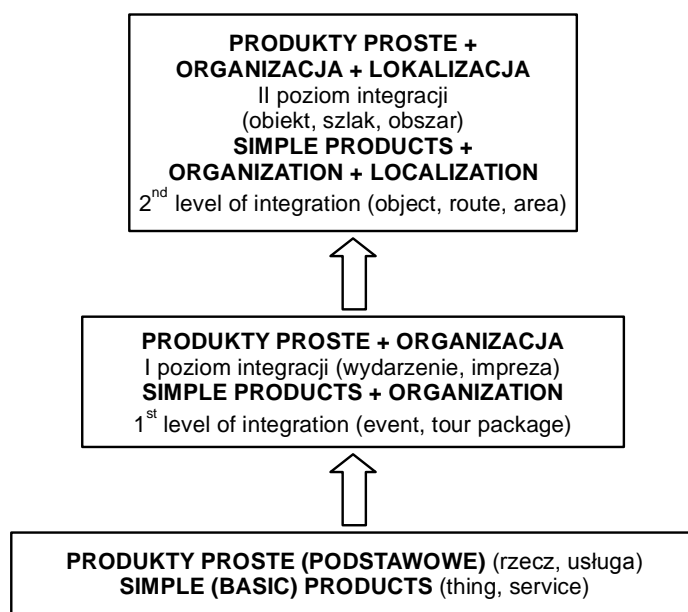 PRODUKTY PROSTE +
ORGANIZACJA + LOKALIZACJA
II poziom integracji
(obiekt, szlak, obszar)
SIMPLE PRODUCTS +
ORGANIZATION + LOCALIZATION
2nd level of integration (object, route, area)
PRODUKTY PROSTE + ORGANIZACJA
I poziom integracji (wydarzenie, impreza)
SIMPLE PRODUCTS + ORGANIZATION
1st level of integration (event, tour package)
PRODUKTY PROSTE (PODSTAWOWE) (rzecz, usługa)
SIMPLE (BASIC) PRODUCTS (thing, service)